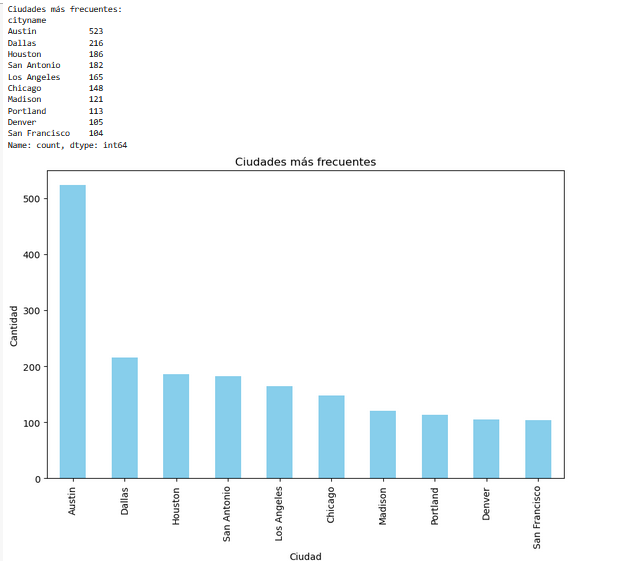 Ciudades más frecuentes:
cityname
Austin 523
Dallas 216
Houston 186
San Antonio 182
Los Angeles 165
Chicago 148
Madison 121
Portland 113
Denver 105
San Francisco 104
Name: count, dtype: int64
Ciudades más frecuentes
500
400
300
200
100
0
Cantidad
Austin
Dallas
Houston
San Antonio
Los Angeles
Chicago
Madison
Portland
Denver
San Francisco
Ciudad